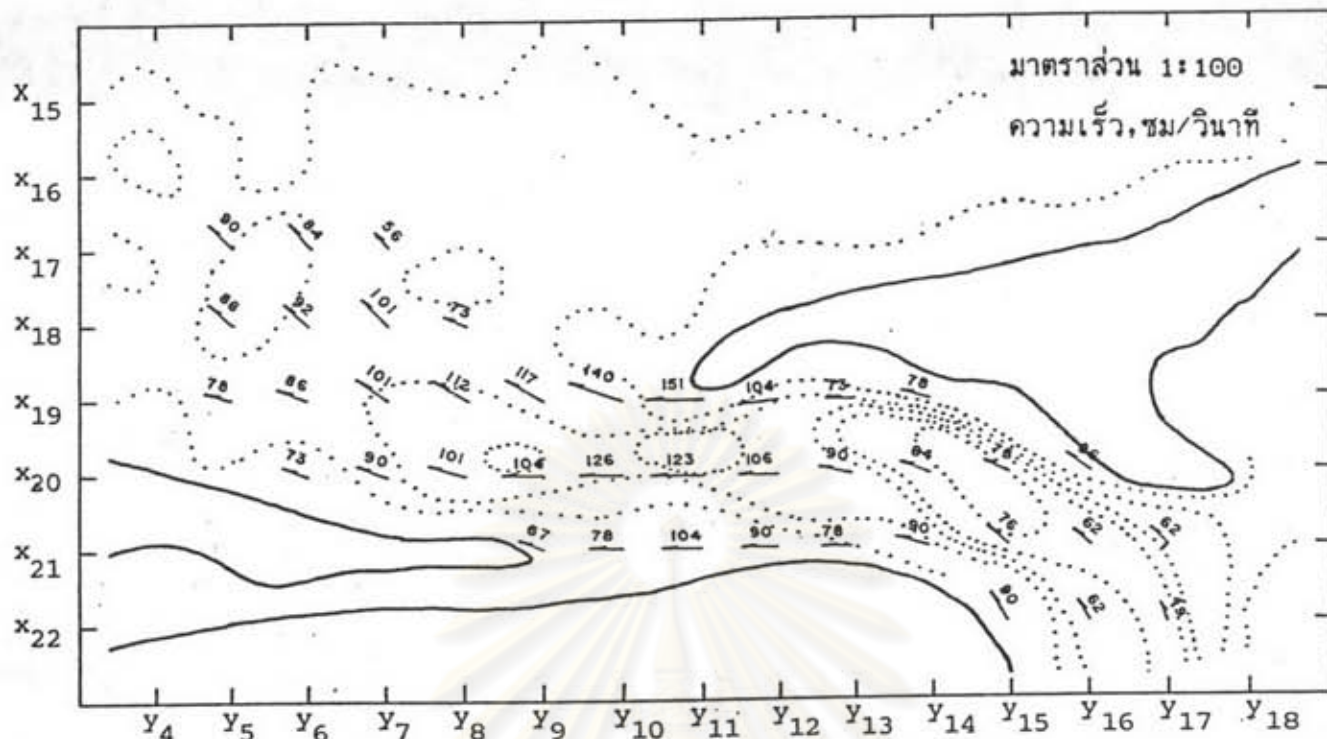 มาตราส่วน 1:100
ความเร็ว,ซม/วินาที
x15
x16
90 84 56
x17
86 92 101 73
x18
78 86 101 112 117 140 151 104 73 78
x19
73 90 101 104 126 123 106 90 84 78
x20
67 78 104 90 78 90 76 62 62
x21
90 62 49
x22
y4 y5 y6 y7 y8 y9 y10 y11 y12 y13 y14 y15 y16 y17 y18